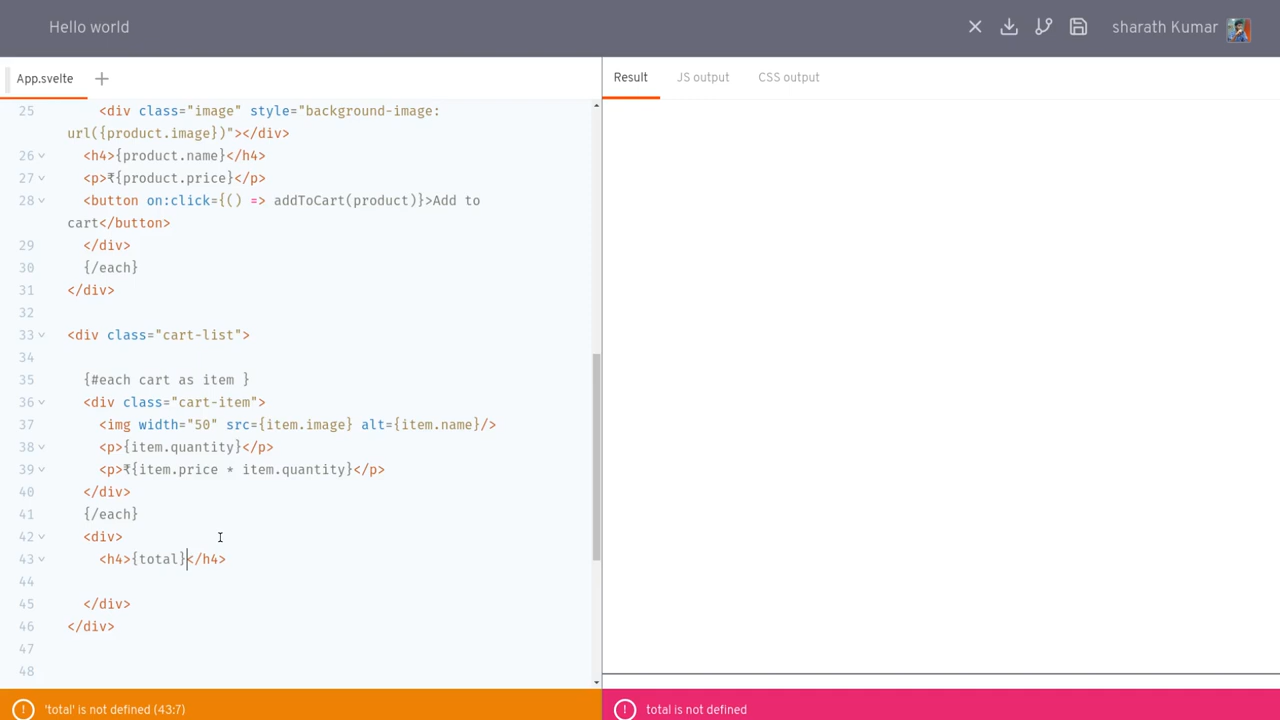 Hello world
sharath Kumar
App.svelte
Result
JS output
CSS output
25 <div class="image" style="background-image:
url({product.image})"></div>
26 <h4>{product.name}</h4>
27 <p>₹{product.price}</p>
28 <button on:click={() => addToCart(product)}>Add to
cart</button>
29 </div>
30 {/each}
31 </div>
32
33 <div class="cart-list">
34
35 {#each cart as item }
36 <div class="cart-item">
37 <img width="50" src={item.image} alt={item.name}/>
38 <p>{item.quantity}</p>
39 <p>₹{item.price * item.quantity}</p>
40 </div>
41 {/each}
42 <div>
43 <h4>{total}</h4>
44
45 </div>
46 </div>
47
48
'total' is not defined (43:7)
total is not defined